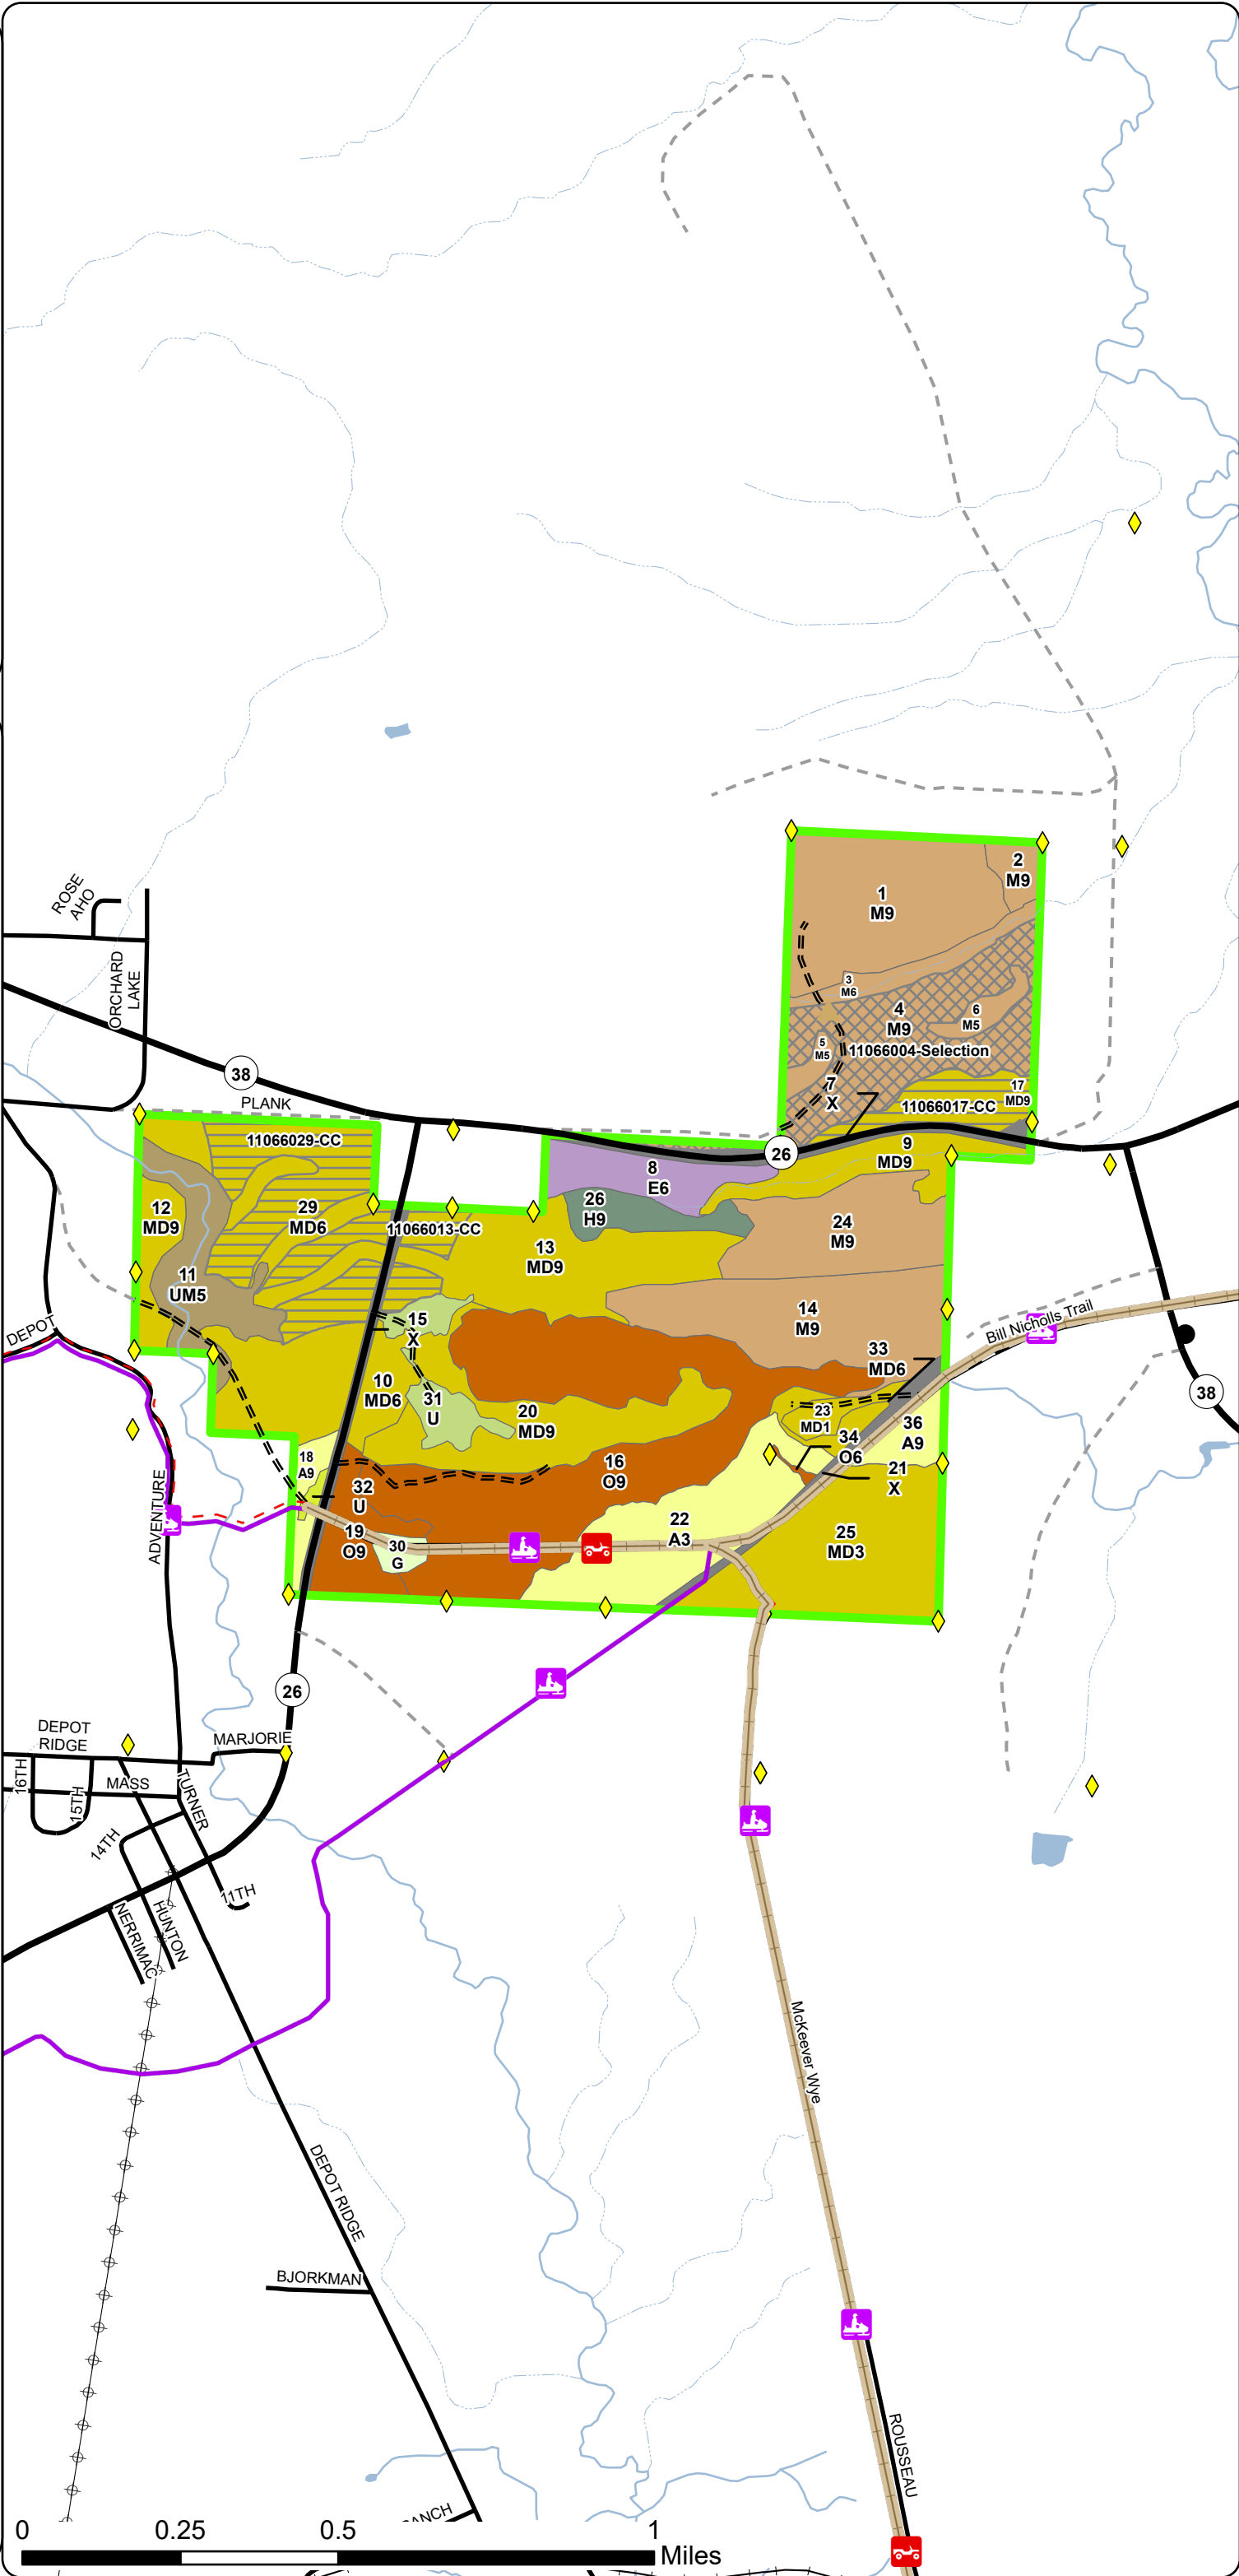 2
M9
1
M9
ROSE
AHO
ORCHARD
LAKE
3
M6
4
M9
6
M5
5
M5
11066004-Selection
38
7
X
17
MD9
PLANK
11066017-CC
11066029-CC
26
9
MD9
8
E6
12
MD9
29
MD6
26
H9
11066013-CC
24
M9
13
MD9
11
UM5
15
X
14
M9
Bill Nicholls Trail
DEPOT
33
MD6
10
MD6
31
U
20
MD9
23
MD1
38
36
A9
34
O6
18
A9
16
O9
21
X
32
U
ADVENTURE
22
A3
19
O9
30
G
25
MD3
26
DEPOT
RIDGE
MARJORIE
16TH
MASS
15TH
TURNER
14TH
11TH
NERRIMAC
HUNTON
McKeever Wye
DEPOT RIDGE
BJORKMAN
ROUSSEAU
0
0.25
0.5
1
Miles